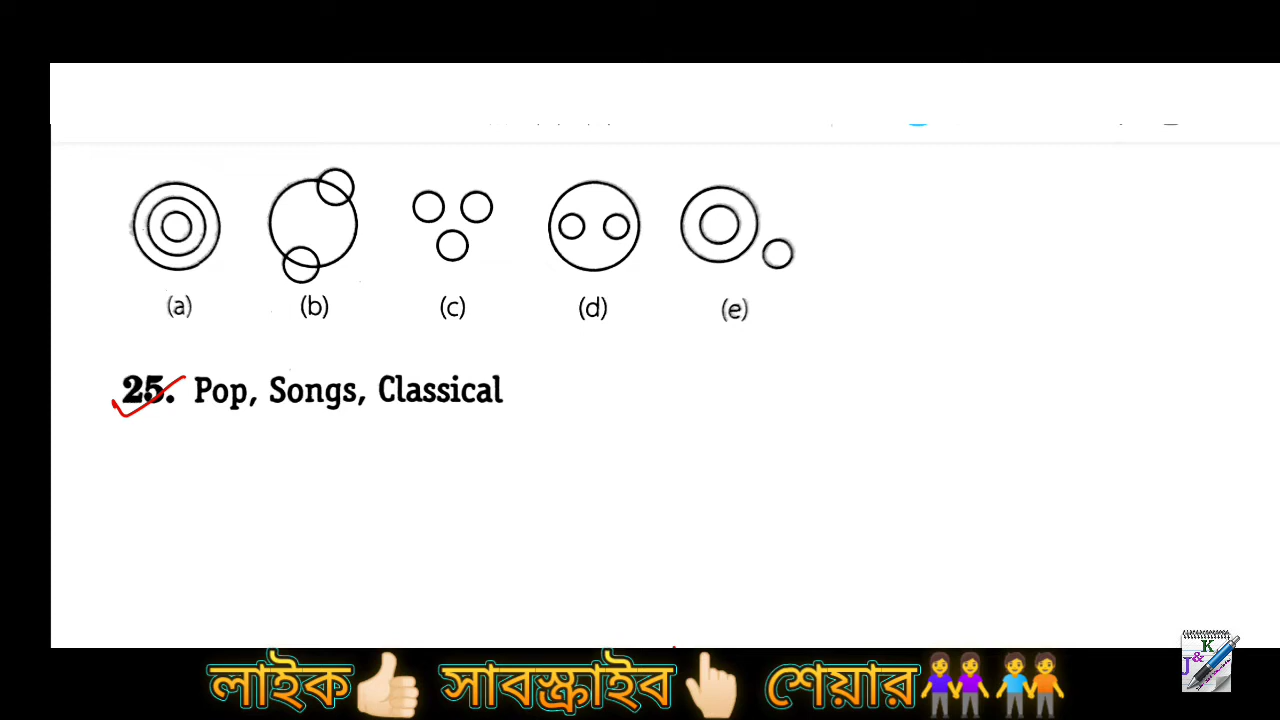 (a) (b) (c) (d) (e)
25. Pop, Songs, Classical
লাইক সাবস্ক্রাইব শেয়ার
J & K